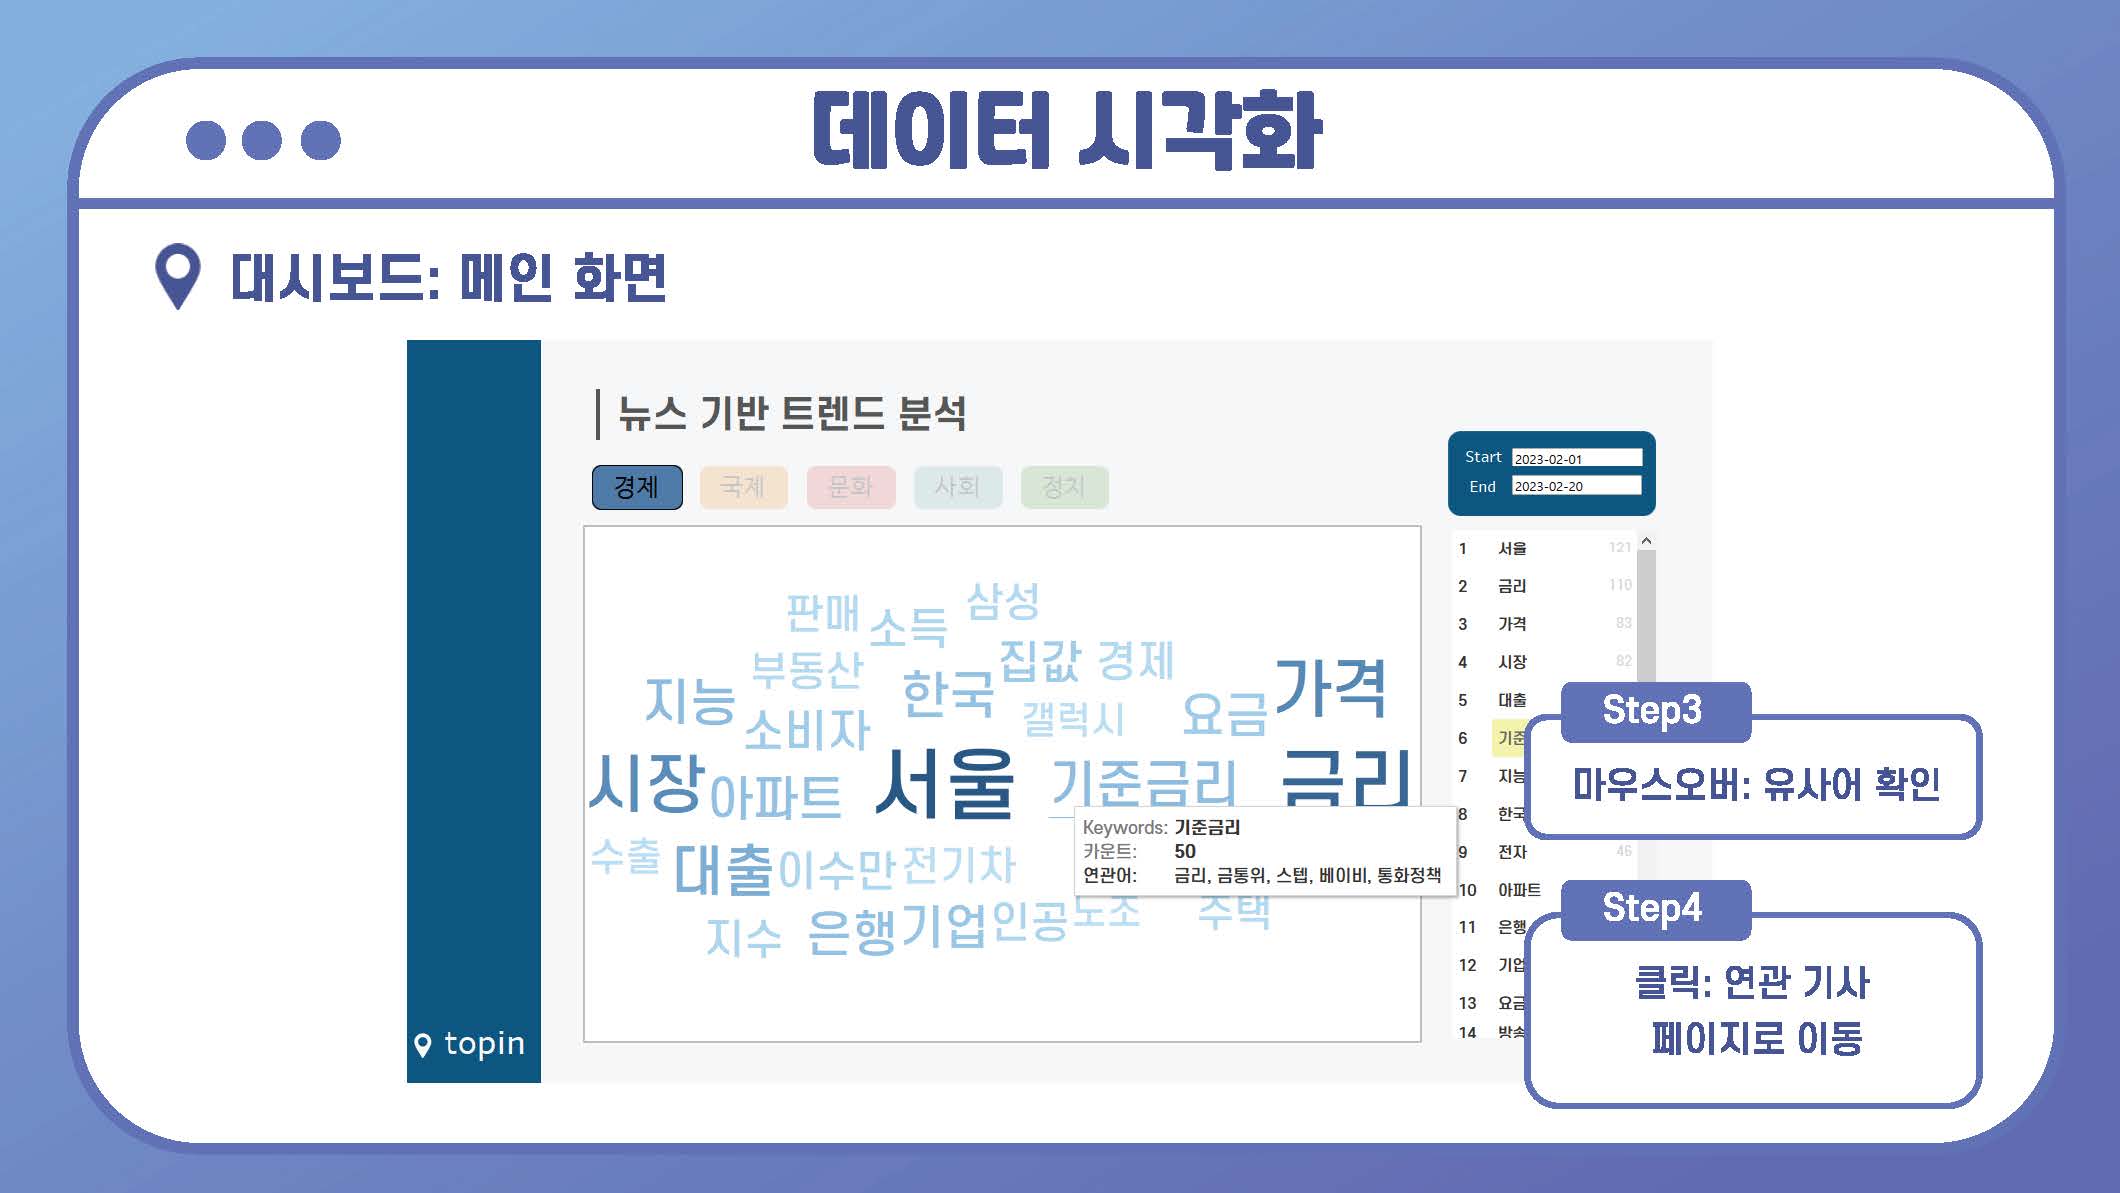 데이터 시각화
대시보드: 메인 화면
뉴스 기반 트렌드 분석
경제 국제 문화 사회 정치
Start 2023-02-01
End 2023-02-20
판매 소득 삼성
부동산 집값 경제
지능 한국 가격
소비자 갤럭시 요금
시장 아파트 서울 기준금리 금리
Keywords: 기준금리
카운트: 50
연관어: 금리, 금통위, 스텝, 베이비, 통화정책
수출 대출 이수만 전기차
지수 은행 기업 인공 노조 주택
1 서울 121
2 금리 110
3 가격 83
4 시장 82
5 대출
6 기준
7 지능
8 한국
9 전자 46
10 아파트
11 은행
12 기업
13 요금
14 방송
Step3
마우스오버: 유사어 확인
Step4
클릭: 연관 기사
페이지로 이동
topin